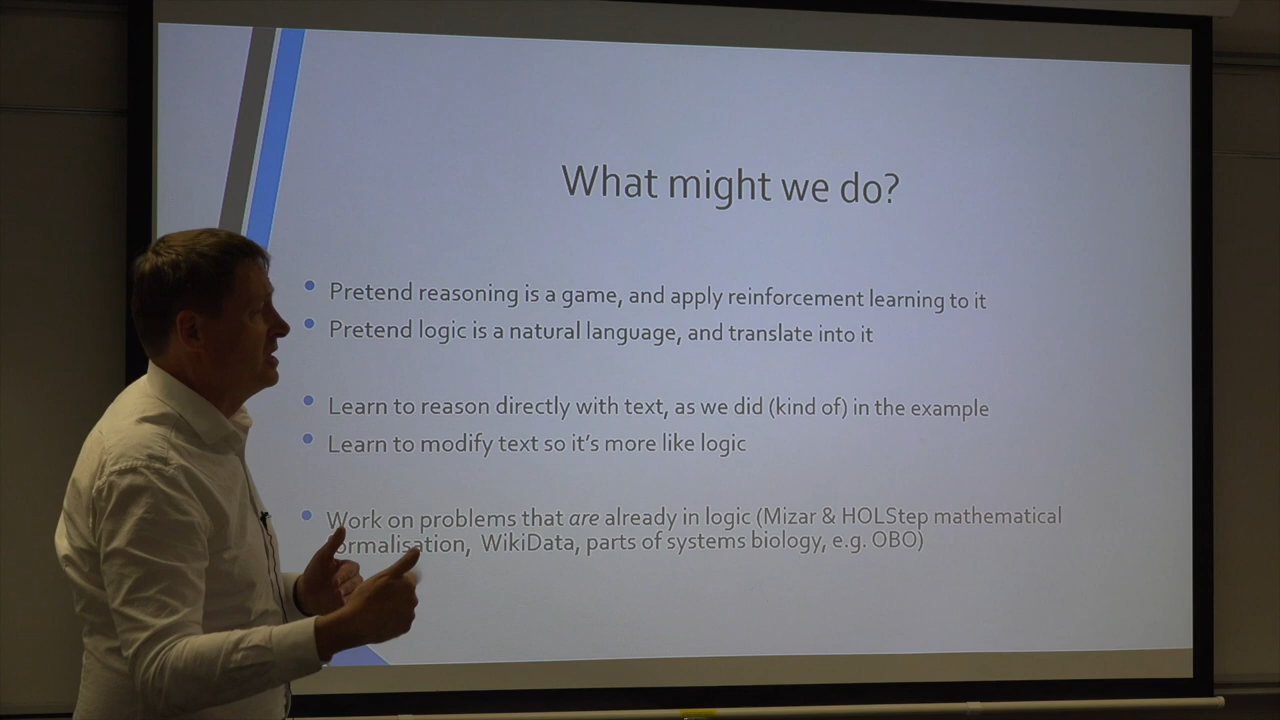 What might we do?
Pretend reasoning is a game, and apply reinforcement learning to it
Pretend logic is a natural language, and translate into it
Learn to reason directly with text, as we did (kind of) in the example
Learn to modify text so it's more like logic
Work on problems that are already in logic (Mizar & HOLStep mathematical
ormalisation, WikiData, parts of systems biology, e.g. OBO)